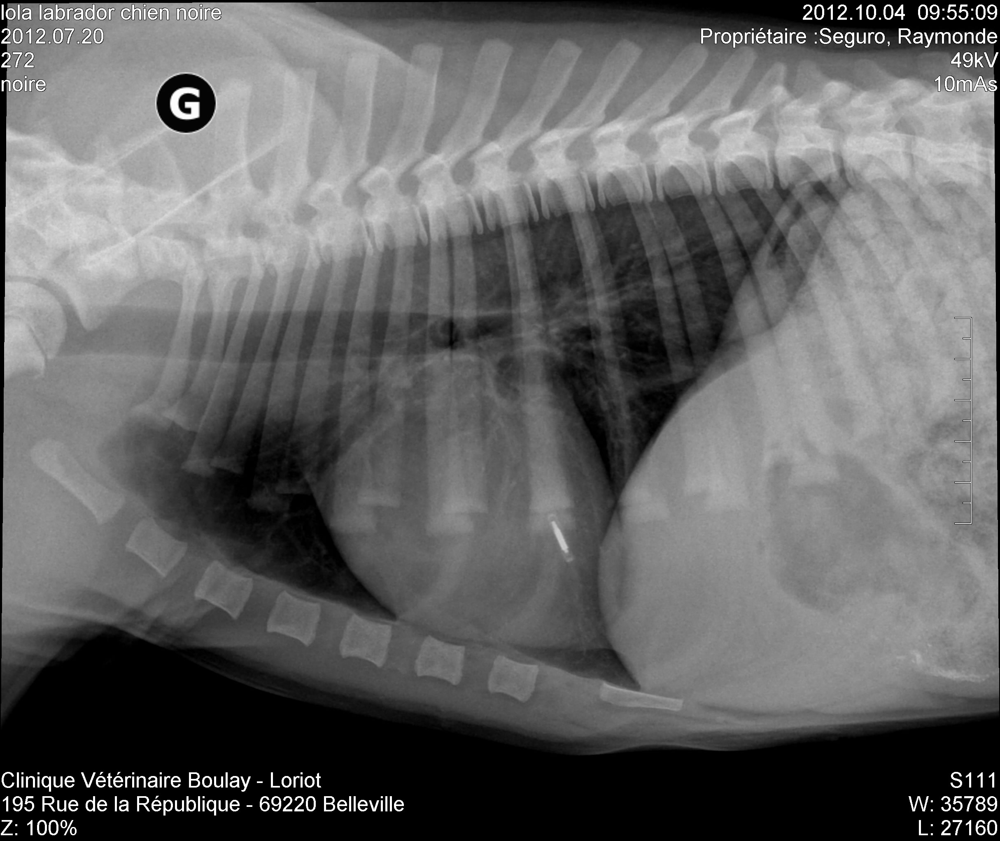 lola labrador chien noire
2012.07.20
272
noire
2012.10.04 09:55:09
Propriétaire :Seguro, Raymonde
49kV
10mAs
G
Clinique Vétérinaire Boulay - Loriot
195 Rue de la République - 69220 Belleville
Z: 100%
S111
W: 35789
L: 27160